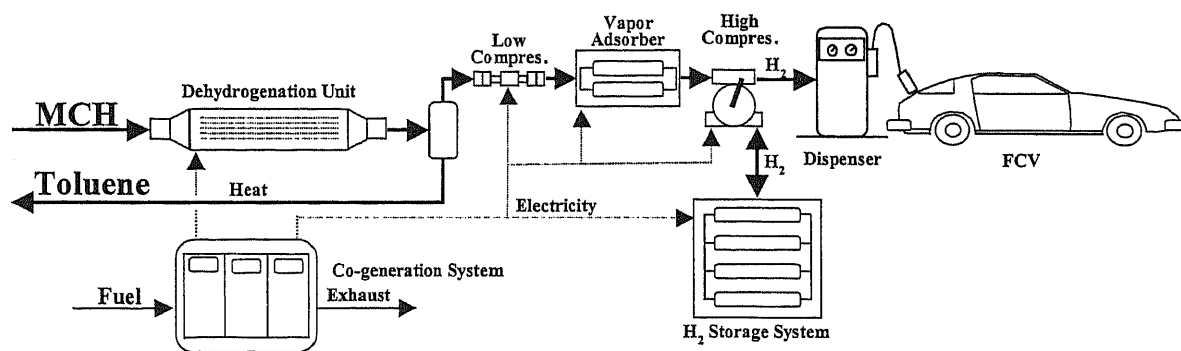 Low
Compres.
Vapor
Adsorber
High
Compres.
H₂
Dehydrogenation Unit
MCH
Dispenser
FCV
H₂
Toluene
Heat
Electricity
Co-generation System
Fuel
Exhaust
H₂ Storage System